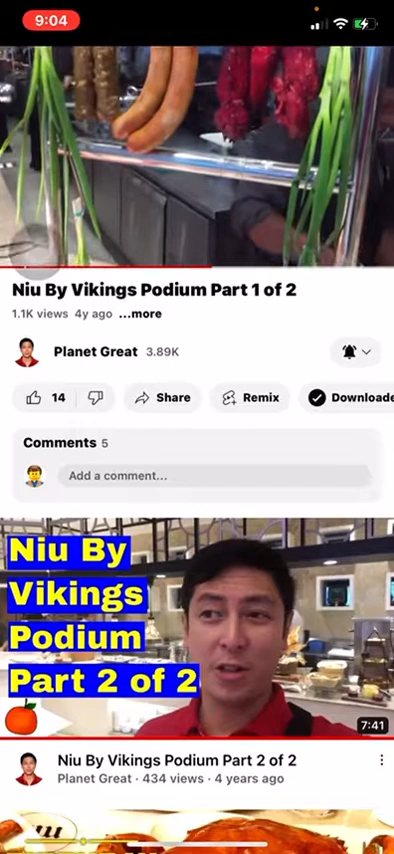 9:04
Niu By Vikings Podium Part 1 of 2
1.1K views 4y ago ...more
Planet Great 3.89K
14 Share Remix Downloade
Comments 5
Add a comment...
Niu By
Vikings
Podium
Part 2 of 2
7:41
Niu By Vikings Podium Part 2 of 2
Planet Great · 434 views · 4 years ago